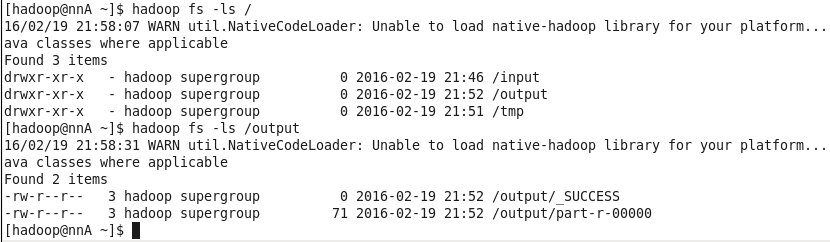 [hadoop@nnA ~]$ hadoop fs -ls /
16/02/19 21:58:07 WARN util.NativeCodeLoader: Unable to load native-hadoop library for your platform...
ava classes where applicable
Found 3 items
drwxr-xr-x   - hadoop supergroup          0 2016-02-19 21:46 /input
drwxr-xr-x   - hadoop supergroup          0 2016-02-19 21:52 /output
drwxr-xr-x   - hadoop supergroup          0 2016-02-19 21:51 /tmp
[hadoop@nnA ~]$ hadoop fs -ls /output
16/02/19 21:58:31 WARN util.NativeCodeLoader: Unable to load native-hadoop library for your platform...
ava classes where applicable
Found 2 items
-rw-r--r--   3 hadoop supergroup          0 2016-02-19 21:52 /output/_SUCCESS
-rw-r--r--   3 hadoop supergroup         71 2016-02-19 21:52 /output/part-r-00000
[hadoop@nnA ~]$